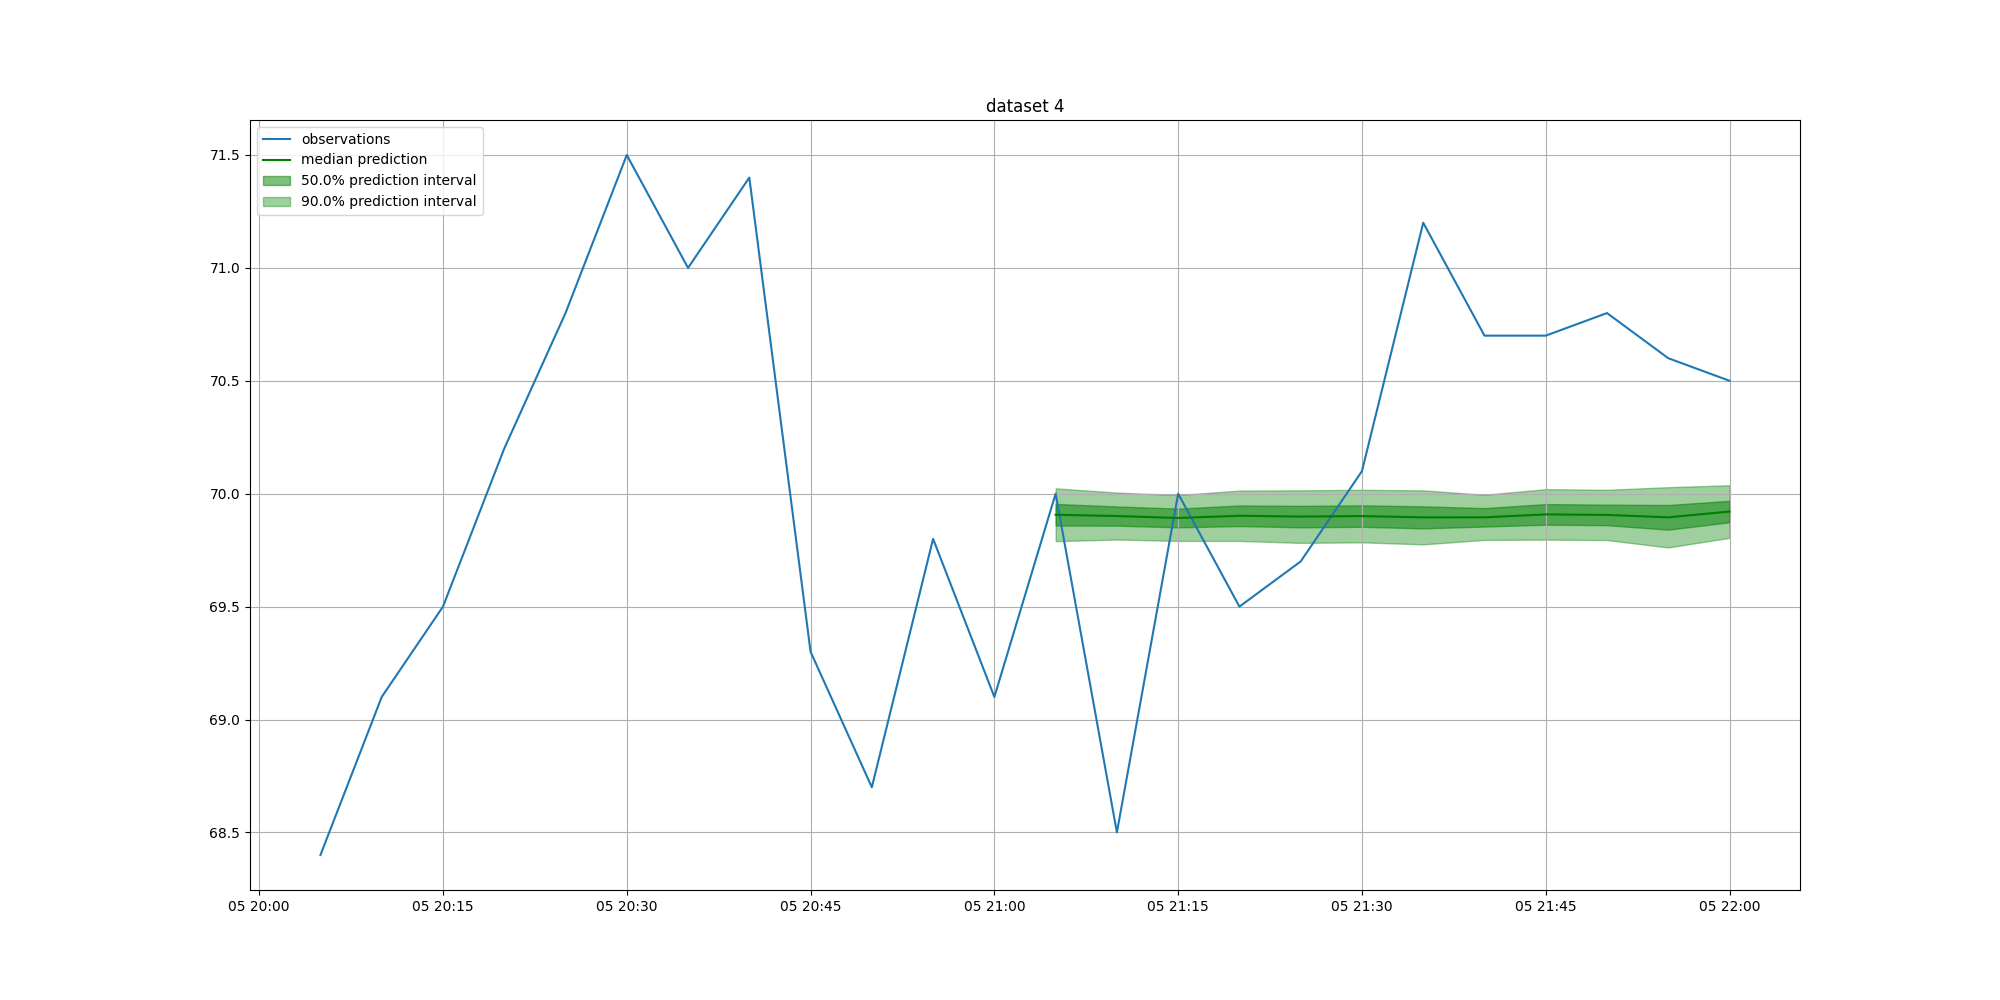 dataset 4
observations
median prediction
50.0% prediction interval
90.0% prediction interval
71.5
71.0
70.5
70.0
69.5
69.0
68.5
05 20:00 05 20:15 05 20:30 05 20:45 05 21:00 05 21:15 05 21:30 05 21:45 05 22:00